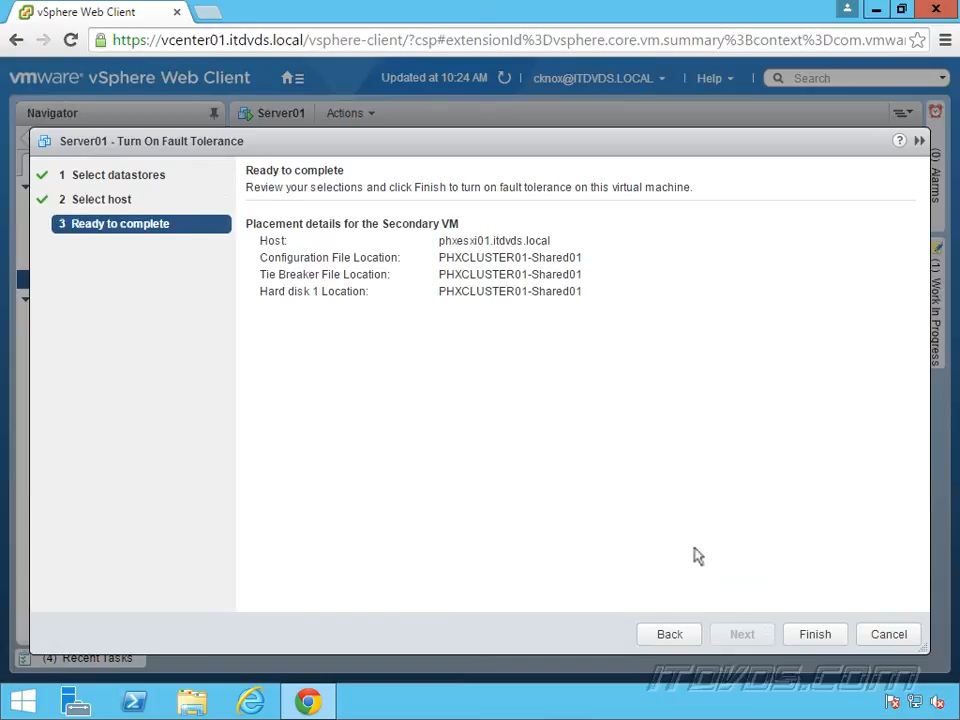 vSphere Web Client
https://vcenter01.itdvds.local/vsphere-client/?csp#extensionId%3Dvsphere.core.vm.summary%3Bcontext%3Dcom.vmwa
vmware® vSphere Web Client
Updated at 10:24 AM
cknox@ITDVDS.LOCAL
Help
Search
Navigator
Server01
Actions
Server01 - Turn On Fault Tolerance
1 Select datastores
2 Select host
3 Ready to complete
Ready to complete
Review your selections and click Finish to turn on fault tolerance on this virtual machine.
Placement details for the Secondary VM
Host: phxesxi01.itdvds.local
Configuration File Location: PHXCLUSTER01-Shared01
Tie Breaker File Location: PHXCLUSTER01-Shared01
Hard disk 1 Location: PHXCLUSTER01-Shared01
(0) Alarms
(1) Work In Progress
Back
Next
Finish
Cancel
(4) Recent Tasks
ITDVDS.COM